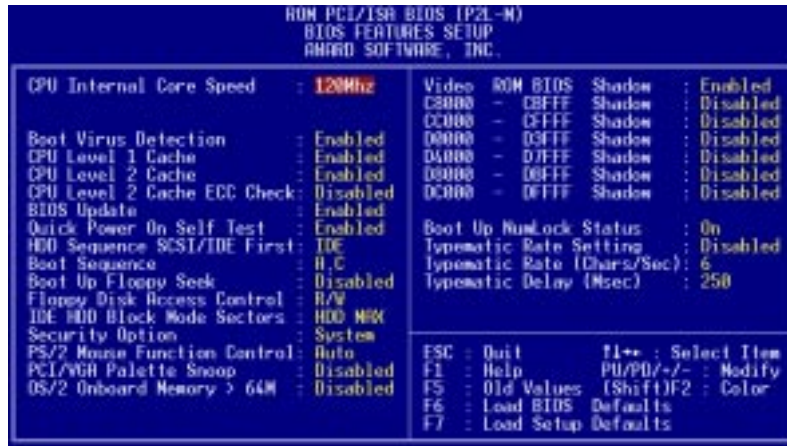 ROM PCI/ISA BIOS (P2L-N)
BIOS FEATURES SETUP
AWARD SOFTWARE, INC.
CPU Internal Core Speed : 120Mhz
Boot Virus Detection : Enabled
CPU Level 1 Cache : Enabled
CPU Level 2 Cache : Enabled
CPU Level 2 Cache ECC Check: Disabled
BIOS Update : Enabled
Quick Power On Self Test : Enabled
HDD Sequence SCSI/IDE First: IDE
Boot Sequence : A,C
Boot Up Floppy Seek : Disabled
Floppy Disk Access Control : R/W
IDE HDD Block Mode Sectors : HDD MAX
Security Option : System
PS/2 Mouse Function Control: Auto
PCI/VGA Palette Snoop : Disabled
OS/2 Onboard Memory > 64M : Disabled
Video ROM BIOS Shadow : Enabled
C8000 - CBFFF Shadow : Disabled
CC000 - CFFFF Shadow : Disabled
D0000 - D3FFF Shadow : Disabled
D4000 - D7FFF Shadow : Disabled
D8000 - DBFFF Shadow : Disabled
DC000 - DFFFF Shadow : Disabled
Boot Up NumLock Status : On
Typematic Rate Setting : Disabled
Typematic Rate (Chars/Sec): 6
Typematic Delay (Msec) : 250
ESC : Quit ↑↓→← : Select Item
F1 : Help PU/PD/+/- : Modify
F5 : Old Values (Shift)F2 : Color
F6 : Load BIOS Defaults
F7 : Load Setup Defaults